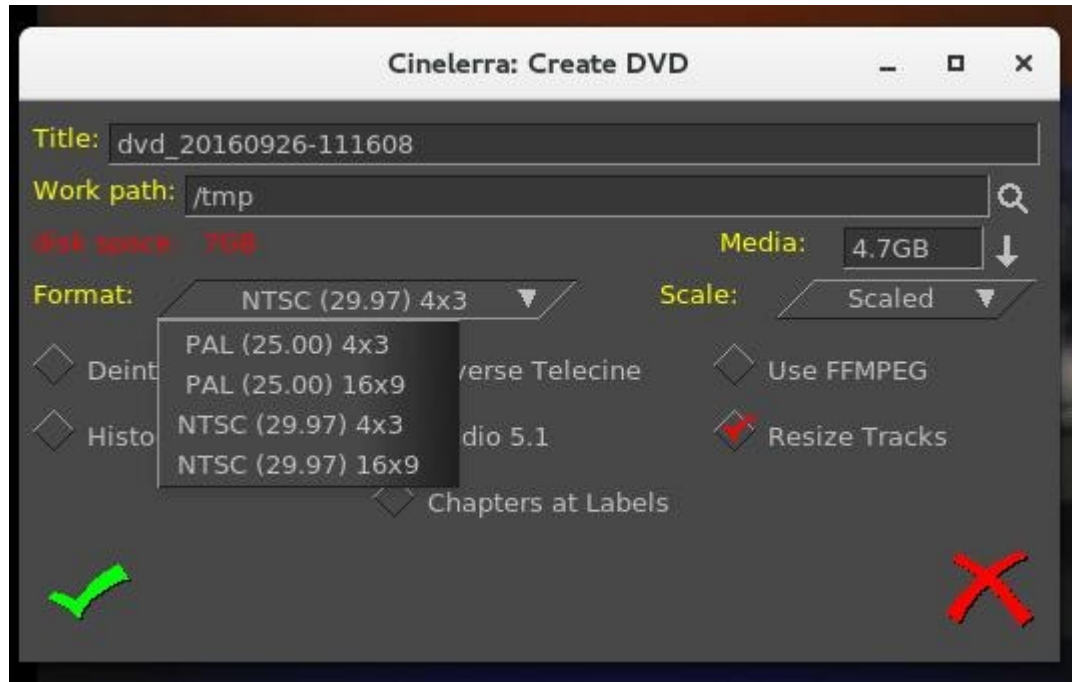 Cinelerra: Create DVD
Title: dvd_20160926-111608
Work path: /tmp
disk space: 7GB Media: 4.7GB
Format: NTSC (29.97) 4x3 Scale: Scaled
PAL (25.00) 4x3
PAL (25.00) 16x9
NTSC (29.97) 4x3
NTSC (29.97) 16x9
Deint verse Telecine Use FFMPEG
Histo dio 5.1 Resize Tracks
Chapters at Labels